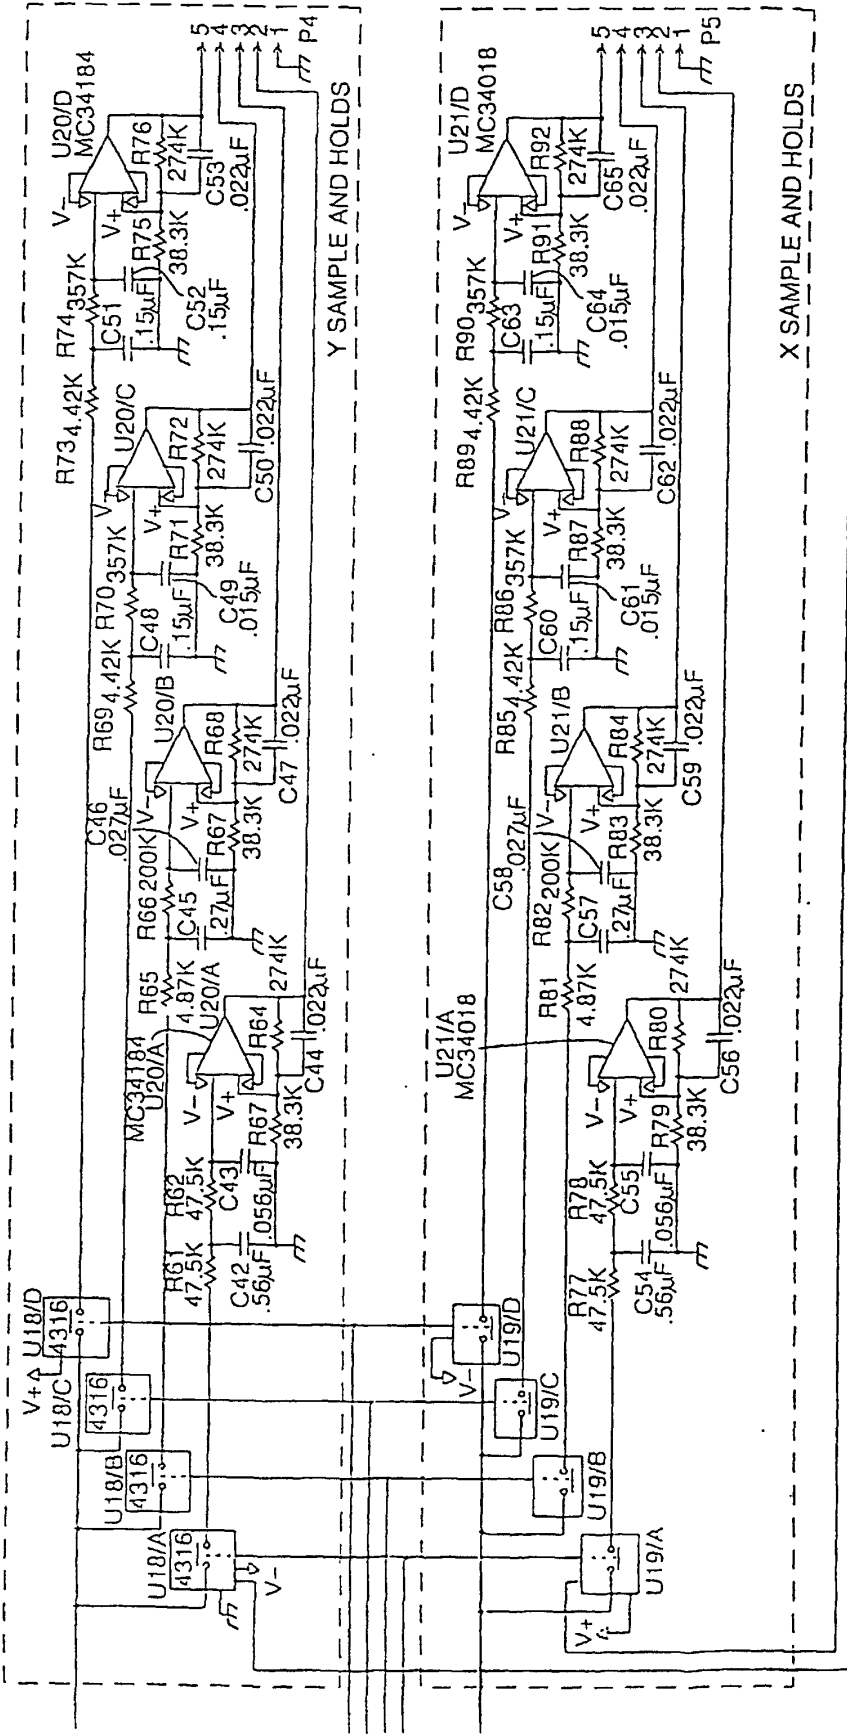 Y SAMPLE AND HOLDS
V+
U18/D
4316
U18/C
4316
U18/B
4316
U18/A
4316
V-
R61
47.5K
R62
47.5K
C42
.56µF
C43
.056µF
R67
38.3K
V-
V+
MC34184
U20/A
R64
274K
C44
.022µF
R65
4.87K
U20/A
R66
200K
C45
.27µF
C46
.027µF
R67
38.3K
V-
V+
U20/B
R68
274K
C47
.022µF
R69
4.42K
R70
357K
C48
.15µF
C49
.015µF
R71
38.3K
V-
V+
U20/C
R72
274K
C50
.022µF
R73
4.42K
R74
357K
C51
.15µF
C52
.15µF
R75
38.3K
V-
V+
U20/D
MC34184
R76
274K
C53
.022µF
5
4
3
X
2
1
P4
X SAMPLE AND HOLDS
V-
U19/D
U19/C
U19/B
U19/A
V+
R77
47.5K
R78
47.5K
C54
.56µF
C55
.056µF
R79
38.3K
V-
V+
U21/A
MC34018
R80
274K
C56
.022µF
R81
4.87K
R82
200K
C57
.27µF
C58
.027µF
R83
38.3K
V-
V+
U21/B
R84
274K
C59
.022µF
R85
4.42K
R86
357K
C60
.15µF
C61
.015µF
R87
38.3K
V-
V+
U21/C
R88
274K
C62
.022µF
R89
4.42K
R90
357K
C63
.15µF
C64
.015µF
R91
38.3K
V-
V+
U21/D
MC34018
R92
274K
C65
.022µF
5
4
3
X
2
1
P5